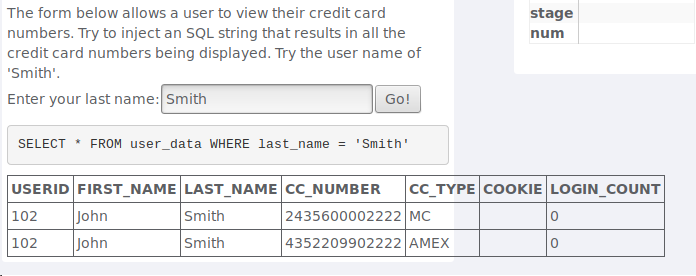 The form below allows a user to view their credit card
numbers. Try to inject an SQL string that results in all the
credit card numbers being displayed. Try the user name of
'Smith'.
Enter your last name: Smith Go!
SELECT * FROM user_data WHERE last_name = 'Smith'
USERID FIRST_NAME LAST_NAME CC_NUMBER CC_TYPE COOKIE LOGIN_COUNT
102 John Smith 2435600002222 MC 0
102 John Smith 4352209902222 AMEX 0
stage
num